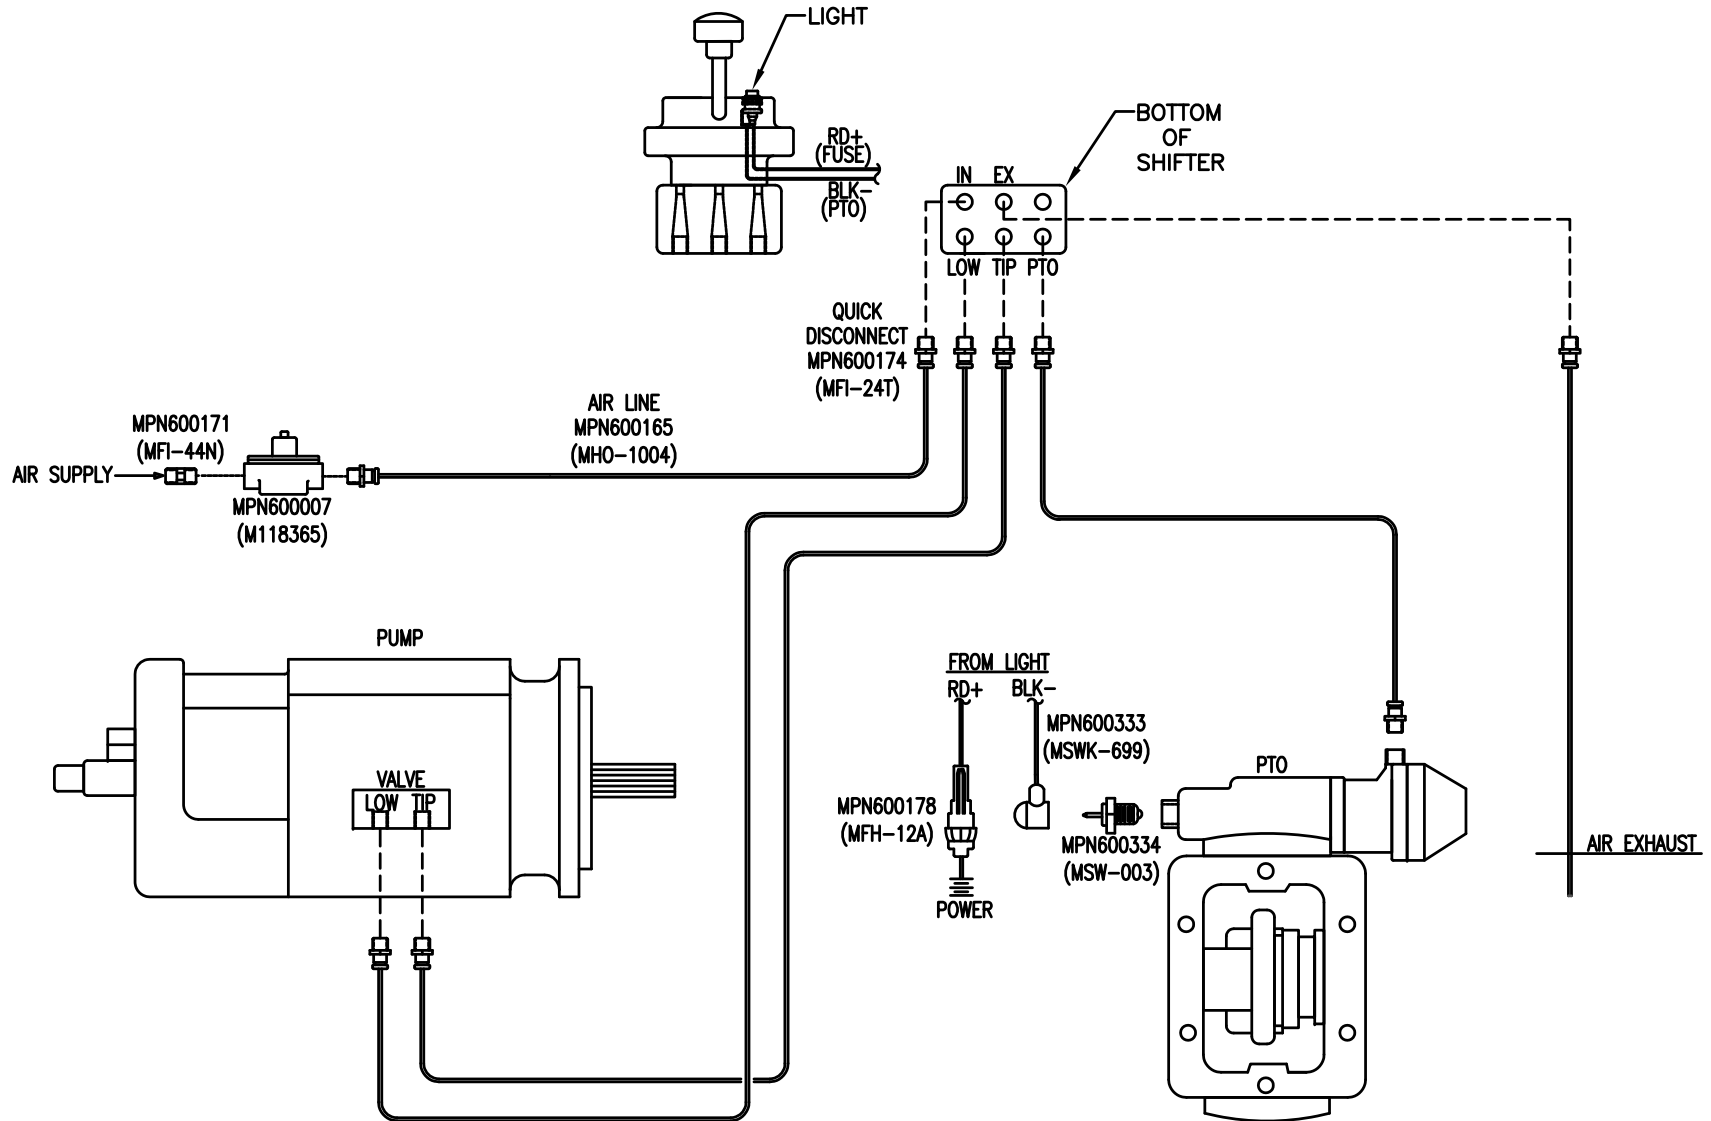 LIGHT
RD+
(FUSE)
BLK-
(PTO)
BOTTOM
OF
SHIFTER
IN EX
LOW TIP PTO
QUICK
DISCONNECT
MPN600174
(MFI-24T)
AIR LINE
MPN600165
(MHO-1004)
MPN600171
(MFI-44N)
AIR SUPPLY
MPN600007
(M118365)
PUMP
VALVE
LOW TIP
FROM LIGHT
RD+ BLK-
MPN600333
(MSWK-699)
MPN600178
(MFH-12A)
POWER
MPN600334
(MSW-003)
PTO
AIR EXHAUST